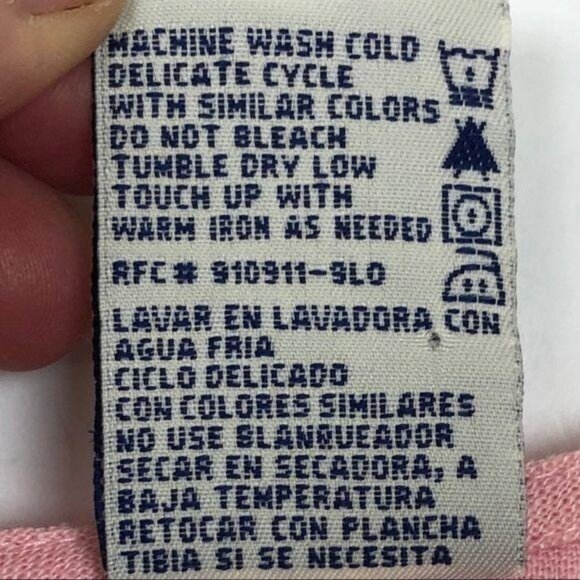 MACHINE WASH COLD
DELICATE CYCLE
WITH SIMILAR COLORS
DO NOT BLEACH
TUMBLE DRY LOW
TOUCH UP WITH
WARM IRON AS NEEDED
RFC# 910911-9L0
LAVAR EN LAVADORA CON
AGUA FRIA
CICLO DELICADO
CON COLORES SIMILARES
NO USE BLANQUEADOR
SECAR EN SECADORA, A
BAJA TEMPERATURA
RETOCAR CON PLANCHA
TIBIA SI SE NECESITA